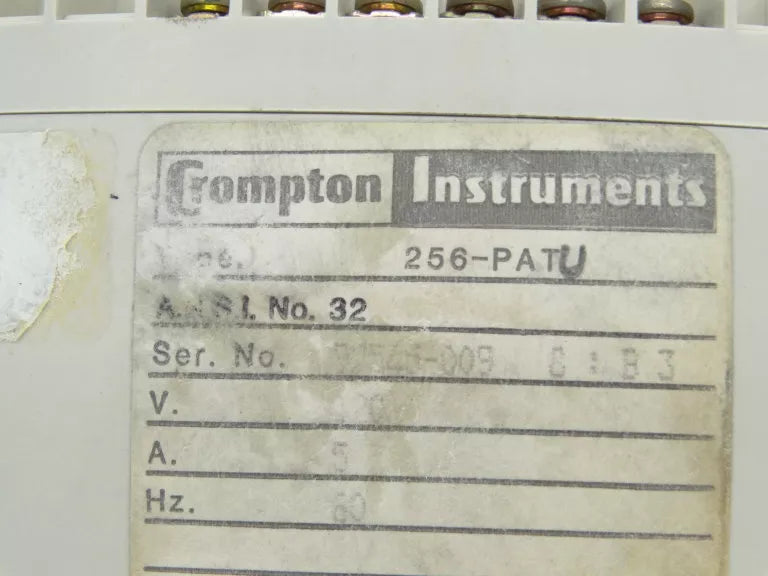 Crompton Instruments
256-PATU
A.N.S.I. No. 32
Ser. No.
V.
A. 5
Hz. 60